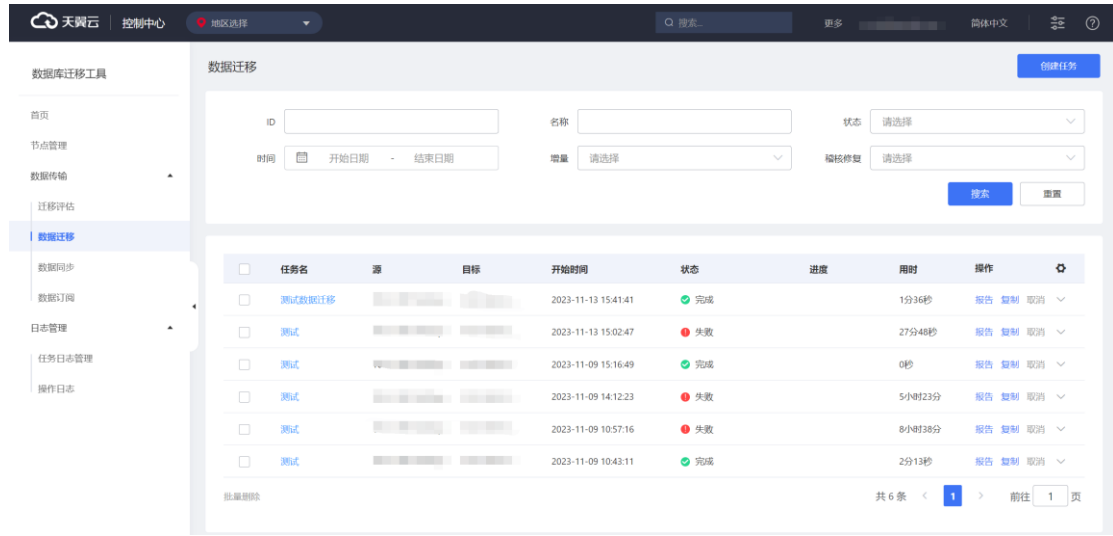 天翼云 控制中心 地区选择 搜索... 更多 简体中文
数据库迁移工具
首页
节点管理
数据传输
迁移评估
数据迁移
数据同步
数据订阅
日志管理
任务日志管理
操作日志
数据迁移 创建任务
ID 名称 状态 请选择
时间 开始日期 - 结束日期 增量 请选择 稽核修复 请选择
搜索 重置
任务名 源 目标 开始时间 状态 进度 用时 操作
测试数据迁移 2023-11-13 15:41:41 完成 1分36秒 报告 复制 取消
测试 2023-11-13 15:02:47 失败 27分48秒 报告 复制 取消
测试 2023-11-09 15:16:49 完成 0秒 报告 复制 取消
测试 2023-11-09 14:12:23 失败 5小时23分 报告 复制 取消
测试 2023-11-09 10:57:16 失败 8小时38分 报告 复制 取消
测试 2023-11-09 10:43:11 完成 2分13秒 报告 复制 取消
批量删除 共 6 条 1 前往 1 页